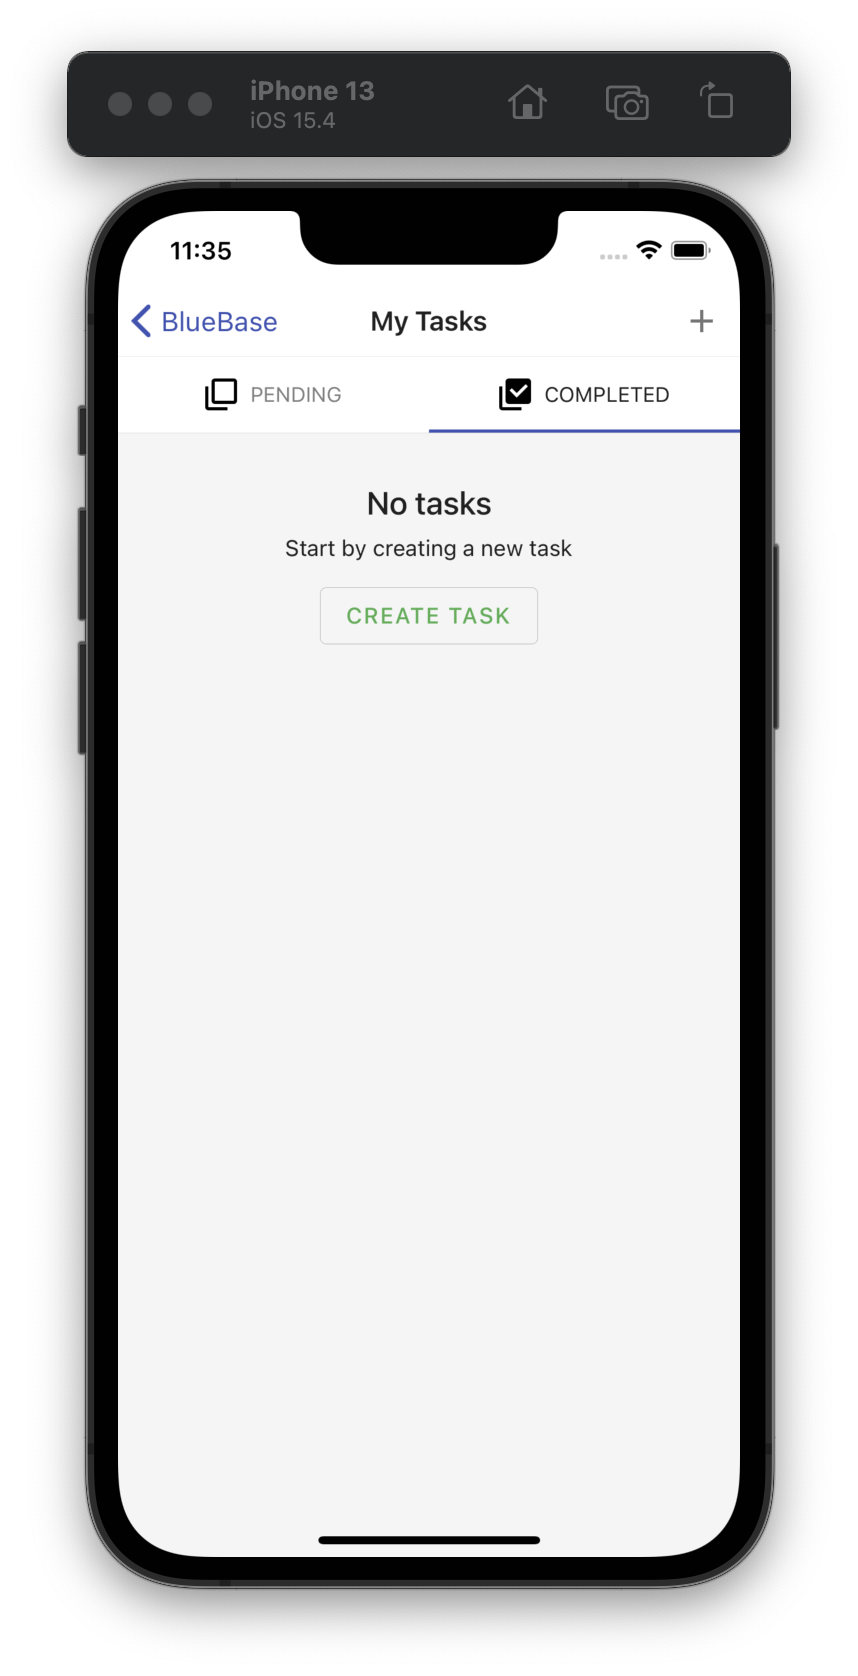 iPhone 13
iOS 15.4
11:35
BlueBase
My Tasks
PENDING
COMPLETED
No tasks
Start by creating a new task
CREATE TASK